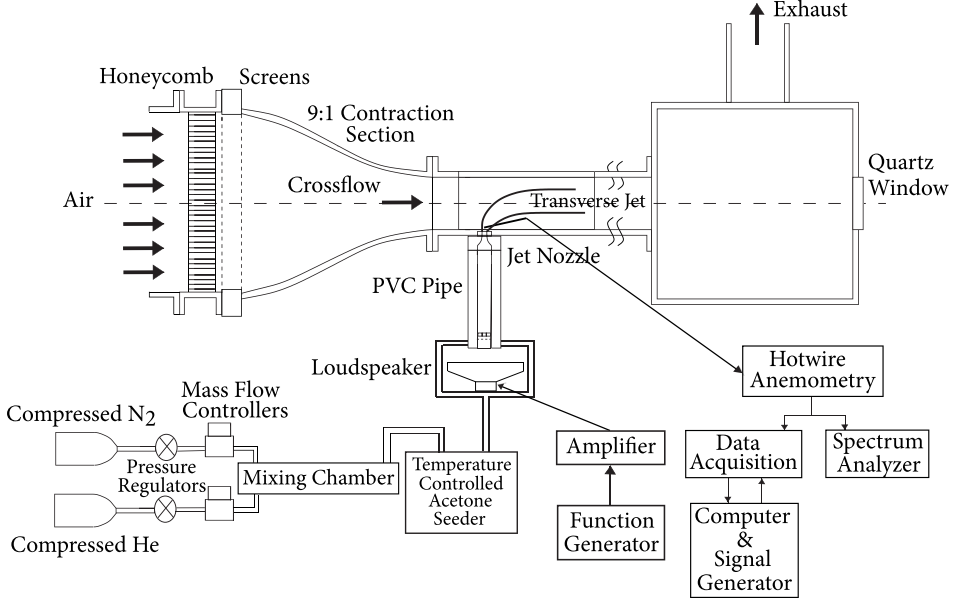 Exhaust
Honeycomb
Screens
9:1 Contraction
Section
Quartz
Window
Crossflow
Air
Transverse Jet
Jet Nozzle
PVC Pipe
Loudspeaker
Hotwire
Anemometry
Mass Flow
Controllers
Compressed N2
Amplifier
Data
Acquisition
Spectrum
Analyzer
Pressure
Regulators
Mixing Chamber
Temperature
Controlled
Acetone
Seeder
Function
Generator
Computer
&
Signal
Generator
Compressed He